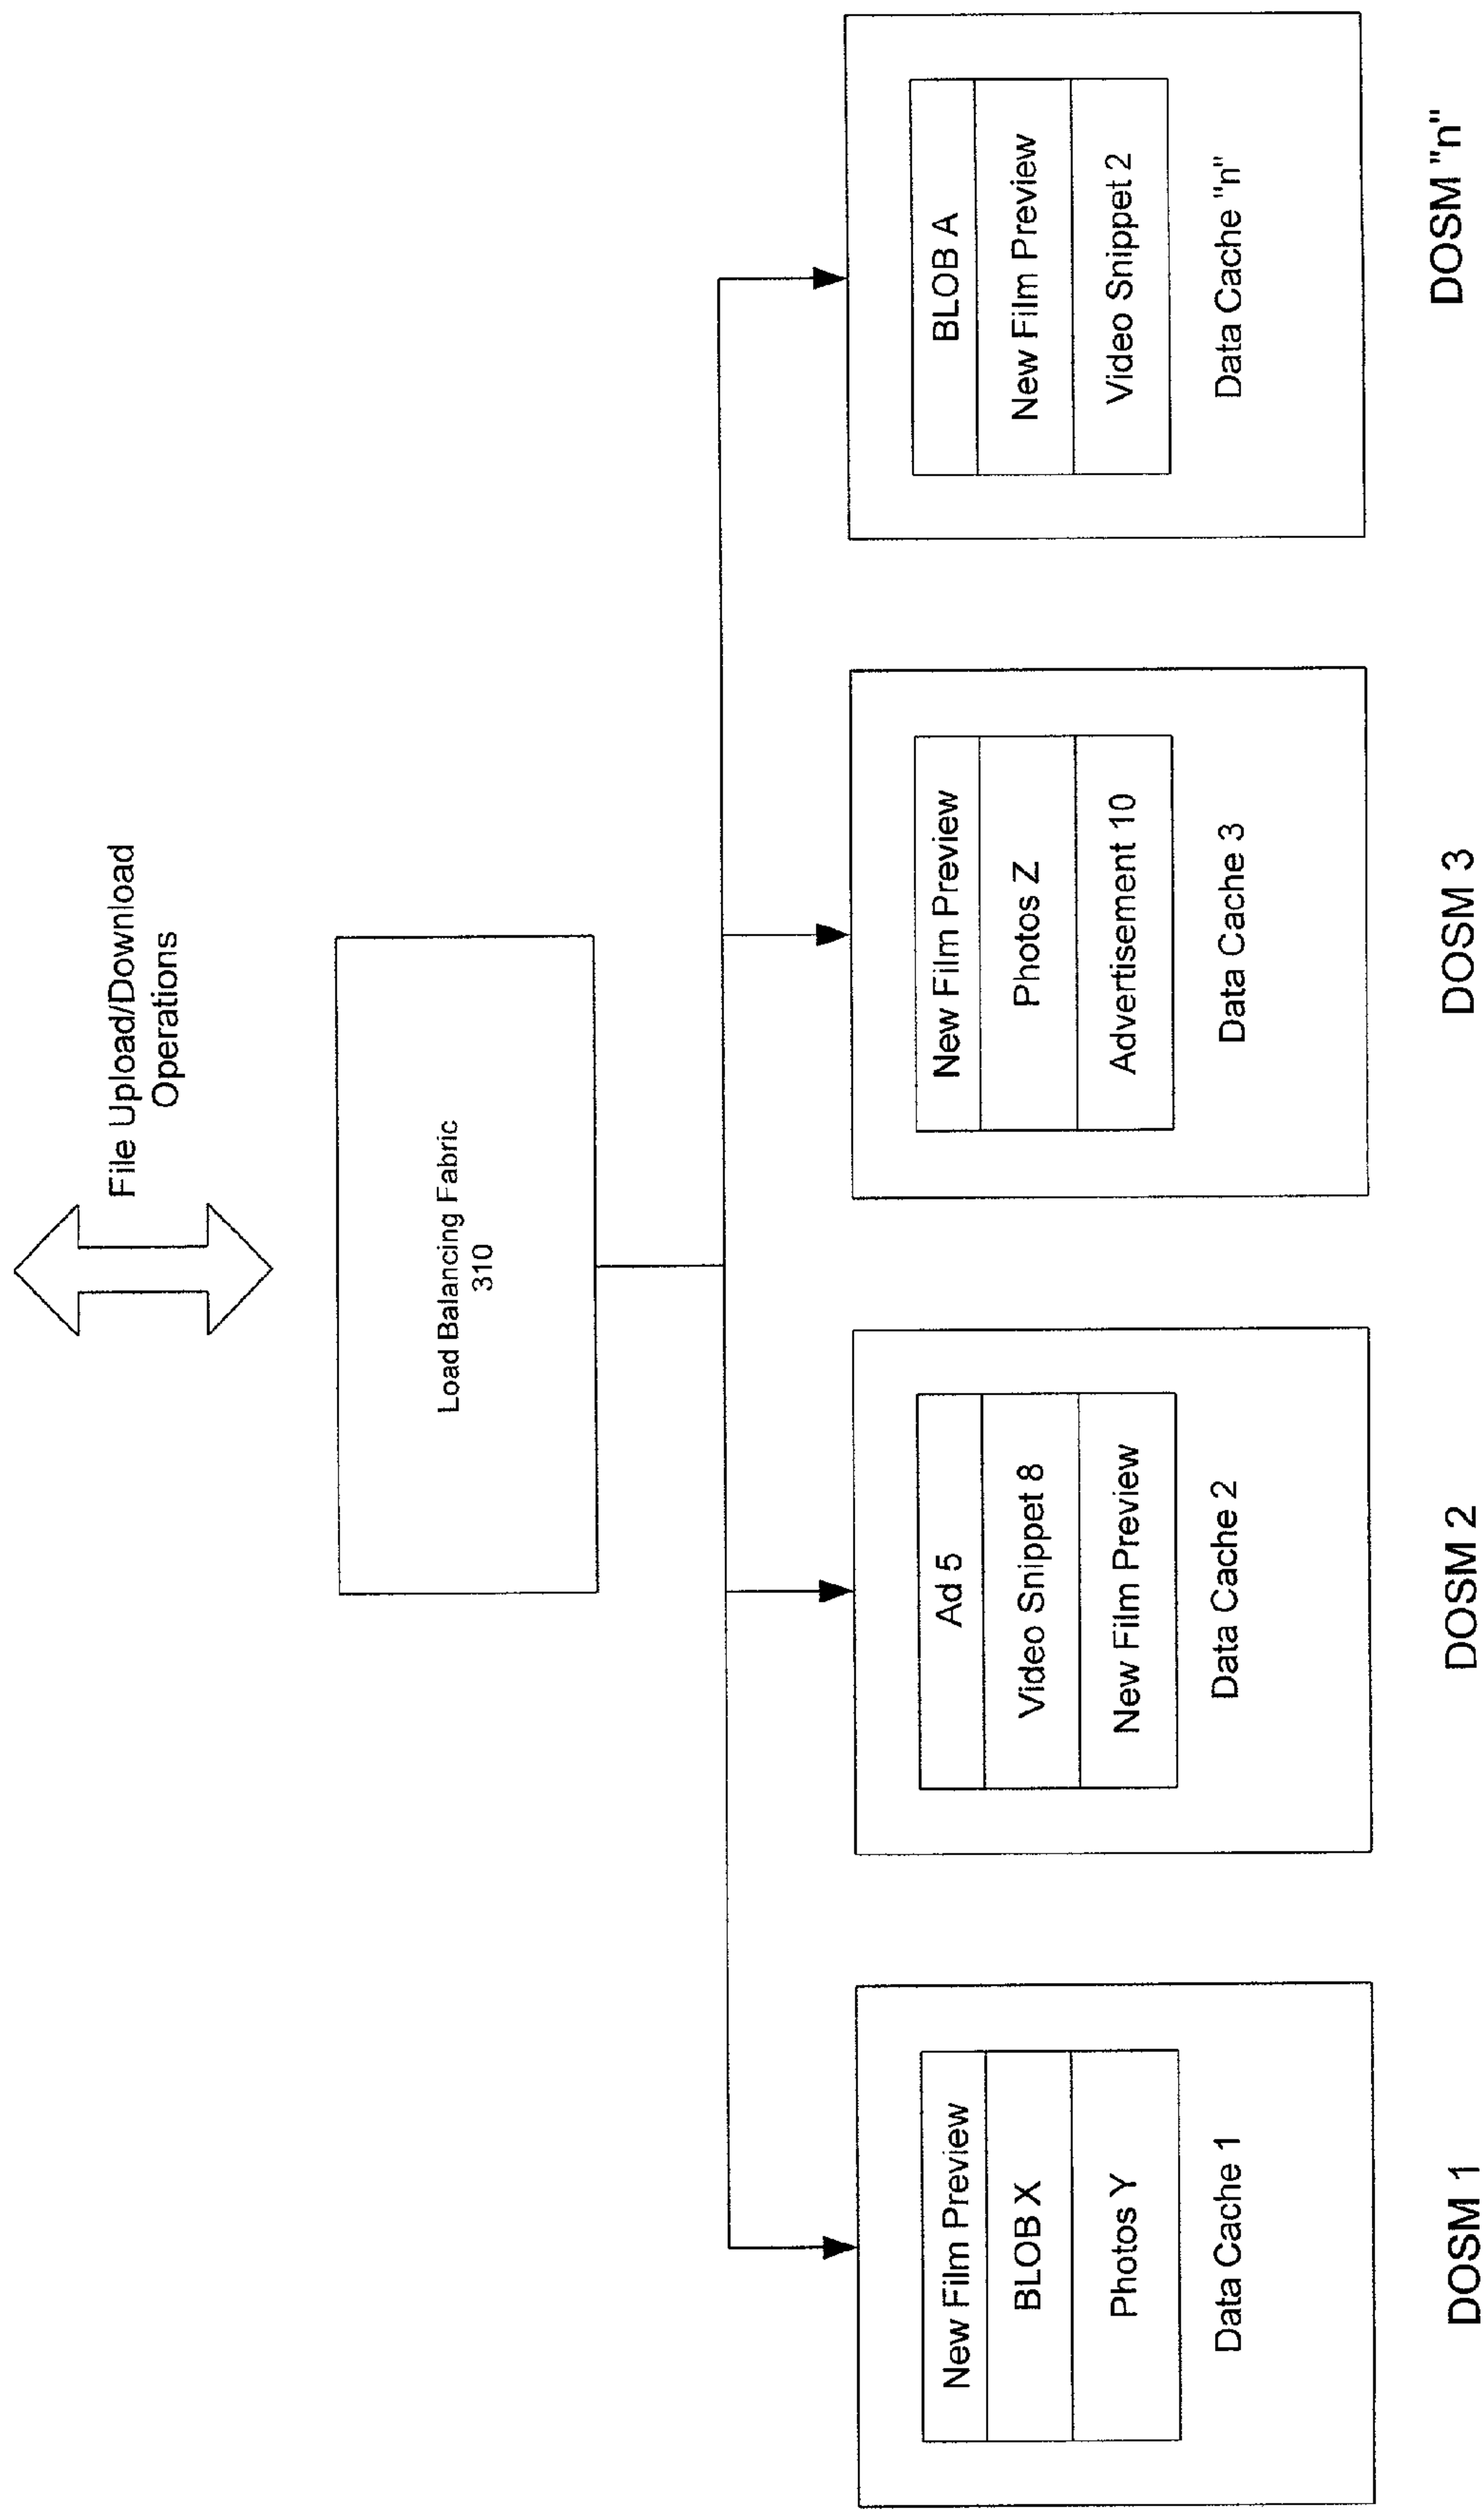 File Upload/Download
Operations
Load Balancing Fabric
310
New Film Preview
BLOB X
Photos Y
Data Cache 1
DOSM 1
Ad 5
Video Snippet 8
New Film Preview
Data Cache 2
DOSM 2
New Film Preview
Photos Z
Advertisement 10
Data Cache 3
DOSM 3
BLOB A
New Film Preview
Video Snippet 2
Data Cache "n"
DOSM "n"